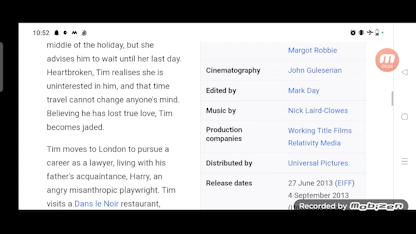 10:52
middle of the holiday, but she
advises him to wait until her last day.
Heartbroken, Tim realises she is
uninterested in him, and that time
travel cannot change anyone's mind.
Believing he has lost true love, Tim
becomes jaded.
Tim moves to London to pursue a
career as a lawyer, living with his
father's acquaintance, Harry, an
angry misanthropic playwright. Tim
visits a Dans le Noir restaurant,
Margot Robbie
Cinematography John Guleserian
Edited by Mark Day
Music by Nick Laird-Clowes
Production
companies
Working Title Films
Relativity Media
Distributed by Universal Pictures
Release dates 27 June 2013 (EIFF)
4 September 2013
Recorded by Mobizen